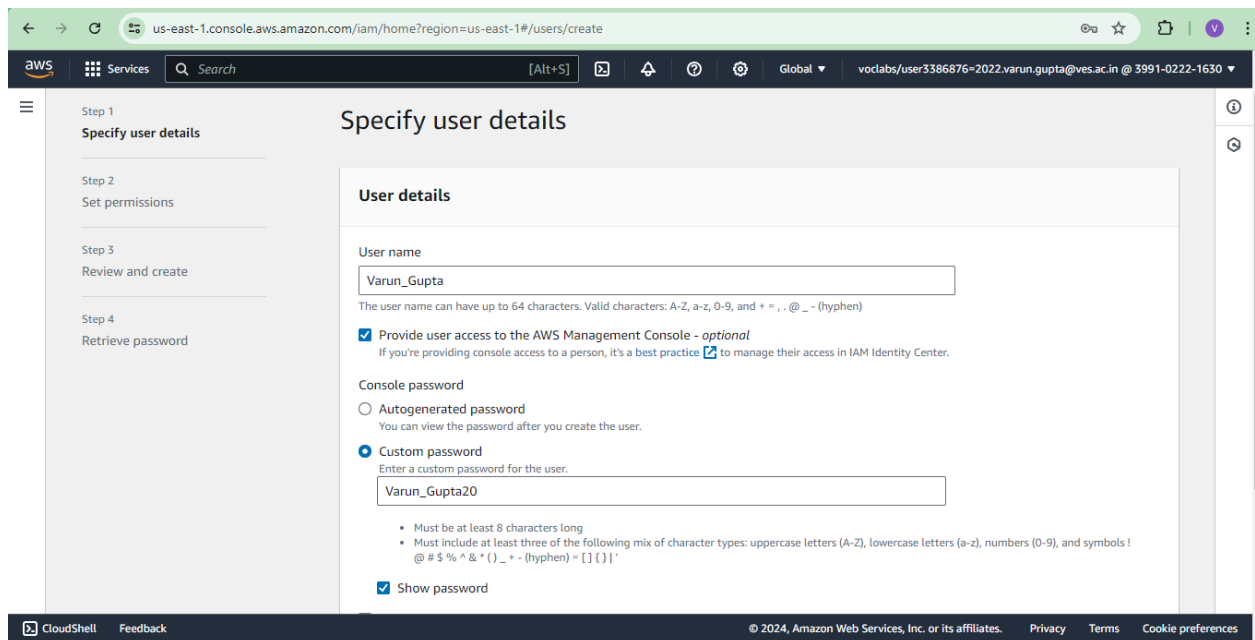 us-east-1.console.aws.amazon.com/iam/home?region=us-east-1#/users/create
V
aws
Services
Search
[Alt+S]
Global
voclabs/user3386876=2022.varun.gupta@ves.ac.in @ 3991-0222-1630
Step 1
Specify user details
Step 2
Set permissions
Step 3
Review and create
Step 4
Retrieve password
Specify user details
User details
User name
Varun_Gupta
The user name can have up to 64 characters. Valid characters: A-Z, a-z, 0-9, and + = , . @ _ - (hyphen)
Provide user access to the AWS Management Console - optional
If you're providing console access to a person, it's a best practice to manage their access in IAM Identity Center.
Console password
Autogenerated password
You can view the password after you create the user.
Custom password
Enter a custom password for the user.
Varun_Gupta20
• Must be at least 8 characters long
• Must include at least three of the following mix of character types: uppercase letters (A-Z), lowercase letters (a-z), numbers (0-9), and symbols !
@ # $ % ^ & * ( ) _ + - (hyphen) = [ ] { } | '
Show password
CloudShell
Feedback
© 2024, Amazon Web Services, Inc. or its affiliates.
Privacy
Terms
Cookie preferences